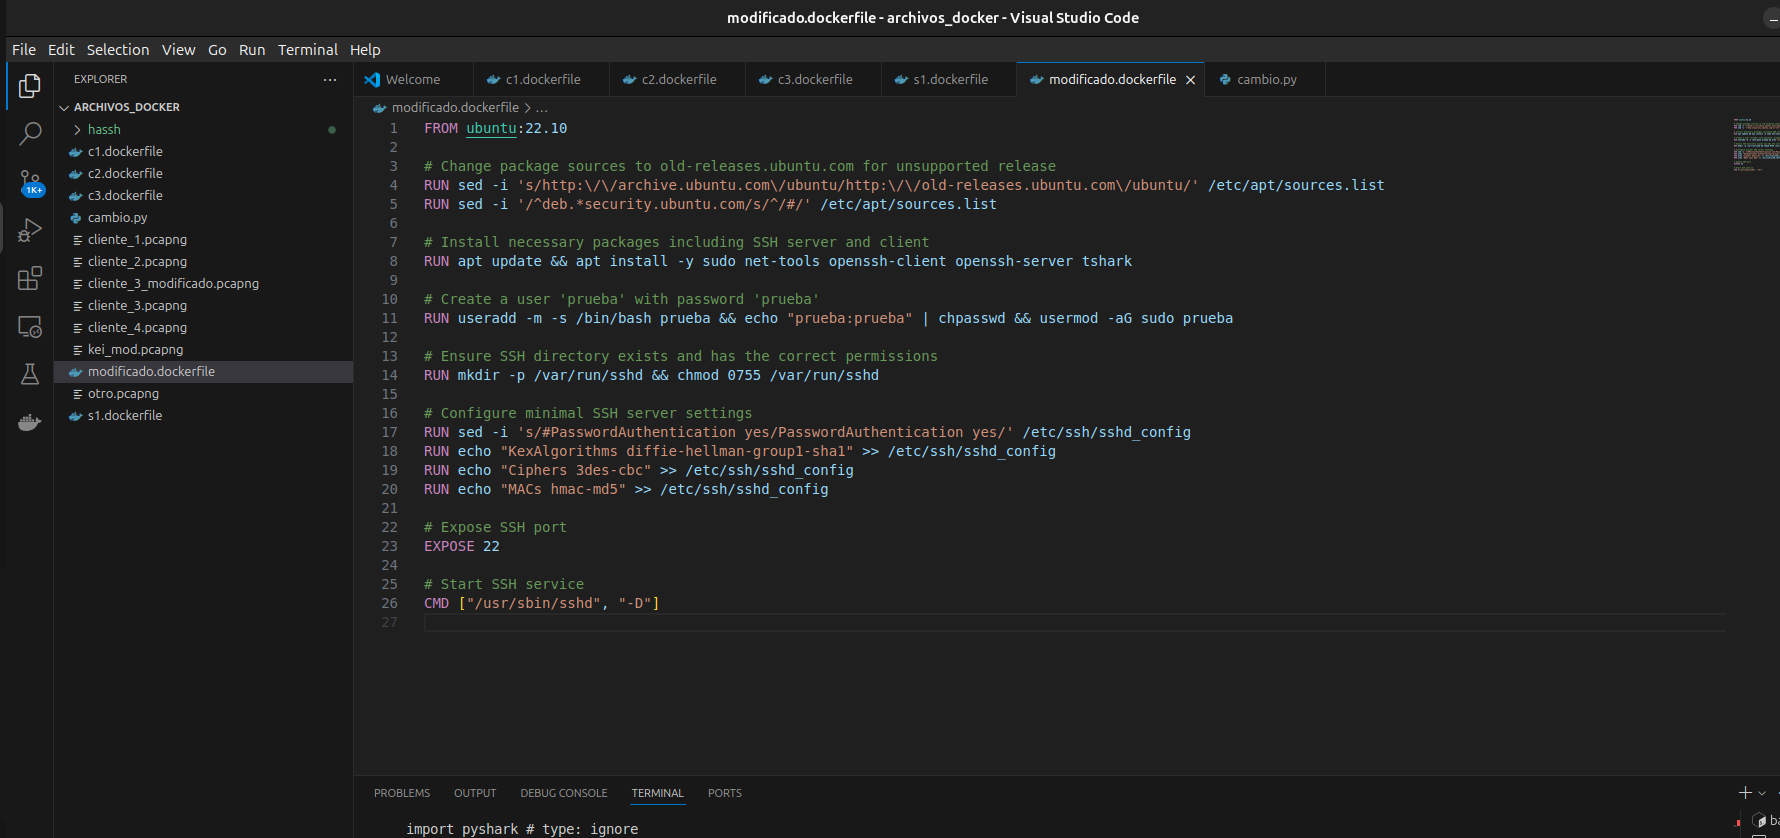 modificado.dockerfile - archivos_docker - Visual Studio Code
File Edit Selection View Go Run Terminal Help
EXPLORER
Welcome c1.dockerfile c2.dockerfile c3.dockerfile s1.dockerfile modificado.dockerfile cambio.py
ARCHIVOS_DOCKER
hassh
c1.dockerfile
c2.dockerfile
c3.dockerfile
cambio.py
cliente_1.pcapng
cliente_2.pcapng
cliente_3_modificado.pcapng
cliente_3.pcapng
cliente_4.pcapng
kei_mod.pcapng
modificado.dockerfile
otro.pcapng
s1.dockerfile
1K+
modificado.dockerfile > ...
1 FROM ubuntu:22.10
2
3 # Change package sources to old-releases.ubuntu.com for unsupported release
4 RUN sed -i 's/http:\/\/archive.ubuntu.com\/ubuntu/http:\/\/old-releases.ubuntu.com\/ubuntu/' /etc/apt/sources.list
5 RUN sed -i '/^deb.*security.ubuntu.com/s/^/#/' /etc/apt/sources.list
6
7 # Install necessary packages including SSH server and client
8 RUN apt update && apt install -y sudo net-tools openssh-client openssh-server tshark
9
10 # Create a user 'prueba' with password 'prueba'
11 RUN useradd -m -s /bin/bash prueba && echo "prueba:prueba" | chpasswd && usermod -aG sudo prueba
12
13 # Ensure SSH directory exists and has the correct permissions
14 RUN mkdir -p /var/run/sshd && chmod 0755 /var/run/sshd
15
16 # Configure minimal SSH server settings
17 RUN sed -i 's/#PasswordAuthentication yes/PasswordAuthentication yes/' /etc/ssh/sshd_config
18 RUN echo "KexAlgorithms diffie-hellman-group1-sha1" >> /etc/ssh/sshd_config
19 RUN echo "Ciphers 3des-cbc" >> /etc/ssh/sshd_config
20 RUN echo "MACs hmac-md5" >> /etc/ssh/sshd_config
21
22 # Expose SSH port
23 EXPOSE 22
24
25 # Start SSH service
26 CMD ["/usr/sbin/sshd", "-D"]
27
PROBLEMS OUTPUT DEBUG CONSOLE TERMINAL PORTS
import pyshark # type: ignore